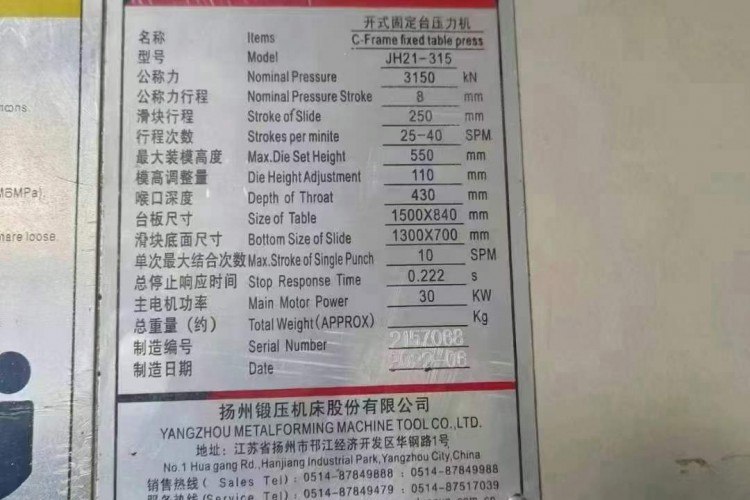 开式固定台压力机
名称 Items C-Frame fixed table press
型号 Model JH21-315
公称力 Nominal Pressure 3150 kN
公称力行程 Nominal Pressure Stroke 8 mm
滑块行程 Stroke of Slide 250 mm
行程次数 Strokes per minite 25-40 SPM
最大装模高度 Max.Die Set Height 550 mm
模高调整量 Die Height Adjustment 110 mm
喉口深度 Depth of Throat 430 mm
台板尺寸 Size of Table 1500X840 mm
滑块底面尺寸 Bottom Size of Slide 1300X700 mm
单次最大结合次数 Max.Stroke of Single Punch 10 SPM
总停止响应时间 Stop Response Time 0.222 s
主电机功率 Main Motor Power 30 KW
总重量(约) Total Weight(APPROX) Kg
制造编号 Serial Number
制造日期 Date
扬州锻压机床股份有限公司
YANGZHOU METALFORMING MACHINE TOOL CO.,LTD.
地址: 江苏省扬州市邗江经济开发区华钢路1号
No.1 Hua gang Rd.,Hanjiang Industrial Park,Yangzhou City,China
销售热线( Sales Tel) :0514-87849888 : 0514-87849988
服务热线(Service Tel) :0514-87849479 : 0514-87517039
MPa),
are loose